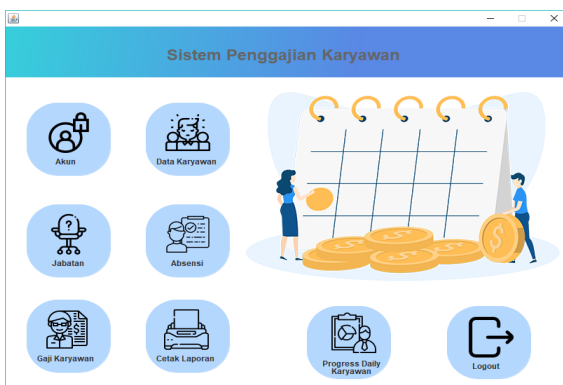 Sistem Penggajian Karyawan
Akun
Data Karyawan
Jabatan
Absensi
Gaji Karyawan
Cetak Laporan
Progress Daily
Karyawan
Logout